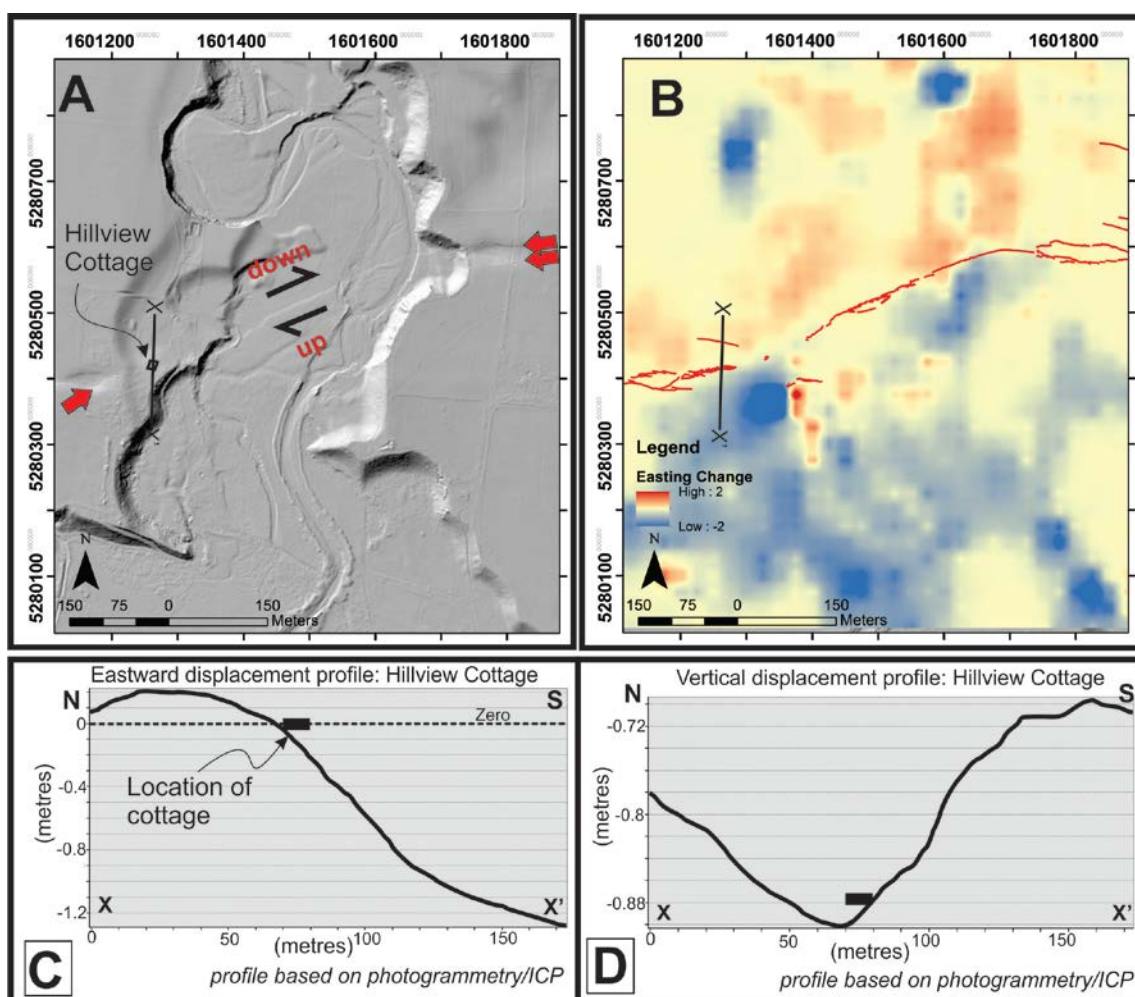 1601200 1601400 1601600 1601800
A
5280700
5280500
5280300
5280100
Hillview
Cottage
down
up
X
X
N
150 75 0 150
Meters
1601200 1601400 1601600 1601800
B
5280700
5280500
5280300
5280100
X
X'
Legend
Easting Change
High : 2
Low : -2
N
150 75 0 150
Meters
Eastward displacement profile: Hillview Cottage
N S
0
Zero
-0.4
-0.8
-1.2
(metres)
Location of
cottage
X X'
0 50 100 150
(metres)
C
profile based on photogrammetry/ICP
Vertical displacement profile: Hillview Cottage
N S
-0.72
-0.8
-0.88
(metres)
X X'
0 50 100 150
(metres)
D
profile based on photogrammetry/ICP